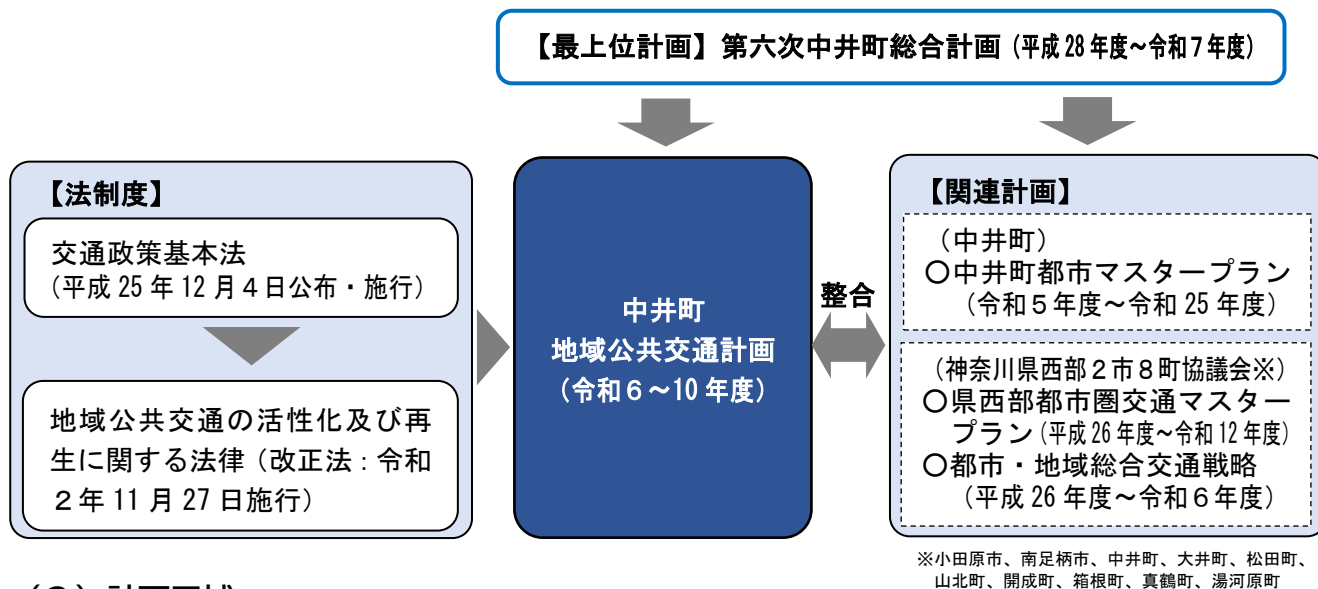 【最上位計画】第六次中井町総合計画（平成28年度～令和7年度）
【法制度】
交通政策基本法
（平成25年12月4日公布・施行）
地域公共交通の活性化及び再
生に関する法律（改正法：令和
２年11月27日施行）
中井町
地域公共交通計画
（令和６～10年度）
整合
【関連計画】
（中井町）
〇中井町都市マスタープラン
（令和５年度～令和25年度）
（神奈川県西部２市８町協議会※）
〇県西部都市圏交通マスター
プラン（平成26年度～令和12年度）
〇都市・地域総合交通戦略
（平成26年度～令和６年度）
※小田原市、南足柄市、中井町、大井町、松田町、
山北町、開成町、箱根町、真鶴町、湯河原町